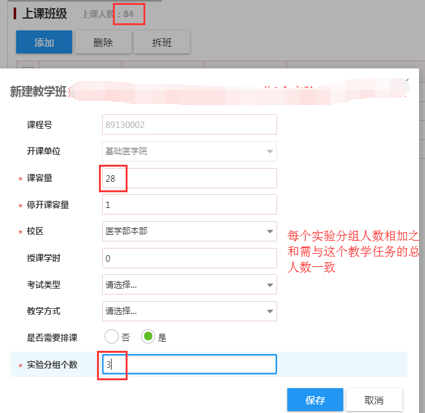 上课班级 上课人数：84
添加 删除 拆班
新建教学班
课程号 89130002
开课单位 基础医学院
* 课容量 28
* 停开课容量 1
* 校区 医学部本部
授课学时 0
考试类型 请选择...
教学方式 请选择...
是否需要排课 否 是
* 实验分组个数 3
每个实验分组人数相加之
和需与这个教学任务的总
人数一致
保存 取消